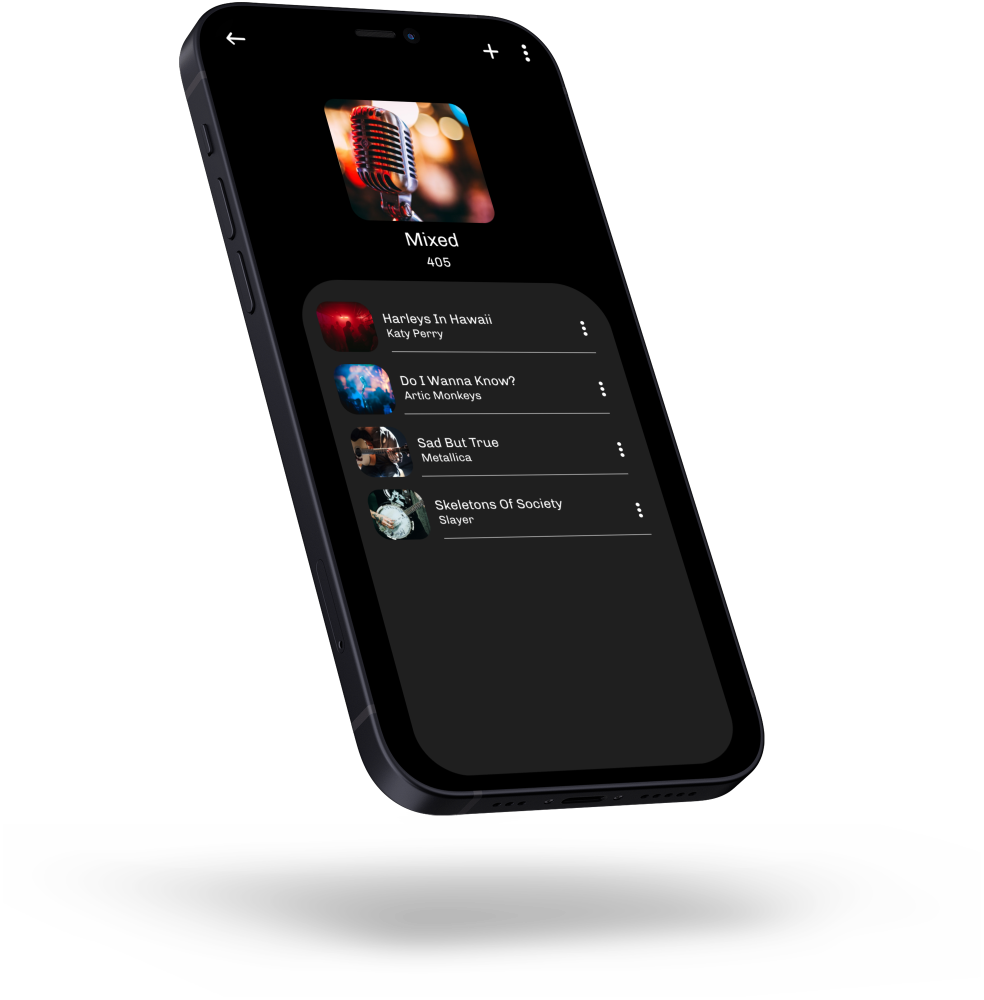 Mixed
405
Harleys In Hawaii
Katy Perry
Do I Wanna Know?
Artic Monkeys
Sad But True
Metallica
Skeletons Of Society
Slayer